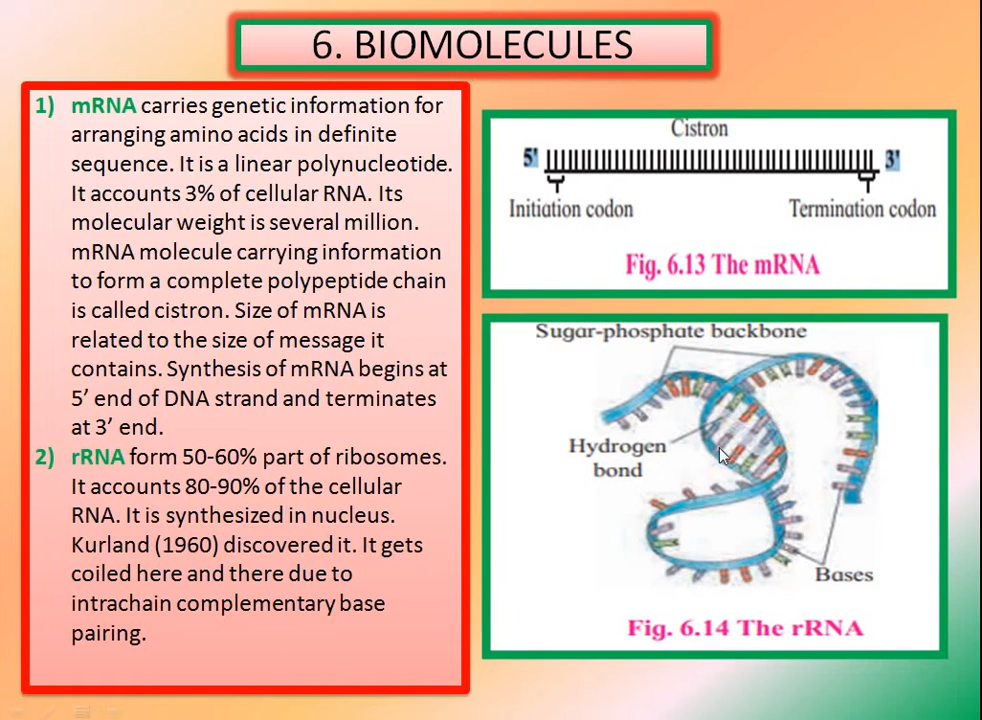 6. BIOMOLECULES
1) mRNA carries genetic information for
arranging amino acids in definite
sequence. It is a linear polynucleotide.
It accounts 3% of cellular RNA. Its
molecular weight is several million.
mRNA molecule carrying information
to form a complete polypeptide chain
is called cistron. Size of mRNA is
related to the size of message it
contains. Synthesis of mRNA begins at
5’ end of DNA strand and terminates
at 3’ end.
2) rRNA form 50-60% part of ribosomes.
It accounts 80-90% of the cellular
RNA. It is synthesized in nucleus.
Kurland (1960) discovered it. It gets
coiled here and there due to
intrachain complementary base
pairing.
Cistron
5' 3'
Initiation codon Termination codon
Fig. 6.13 The mRNA
Sugar-phosphate backbone
Hydrogen
bond
Bases
Fig. 6.14 The rRNA